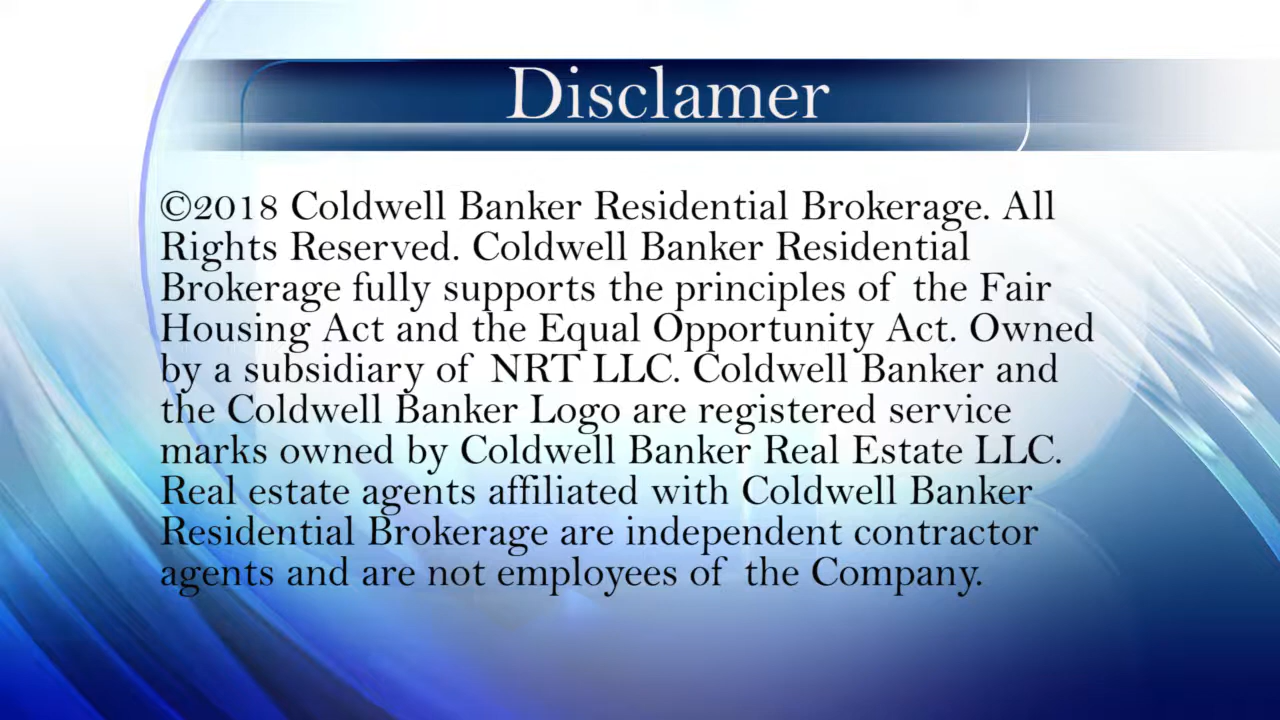 Disclamer
©2018 Coldwell Banker Residential Brokerage. All
Rights Reserved. Coldwell Banker Residential
Brokerage fully supports the principles of the Fair
Housing Act and the Equal Opportunity Act. Owned
by a subsidiary of NRT LLC. Coldwell Banker and
the Coldwell Banker Logo are registered service
marks owned by Coldwell Banker Real Estate LLC.
Real estate agents affiliated with Coldwell Banker
Residential Brokerage are independent contractor
agents and are not employees of the Company.